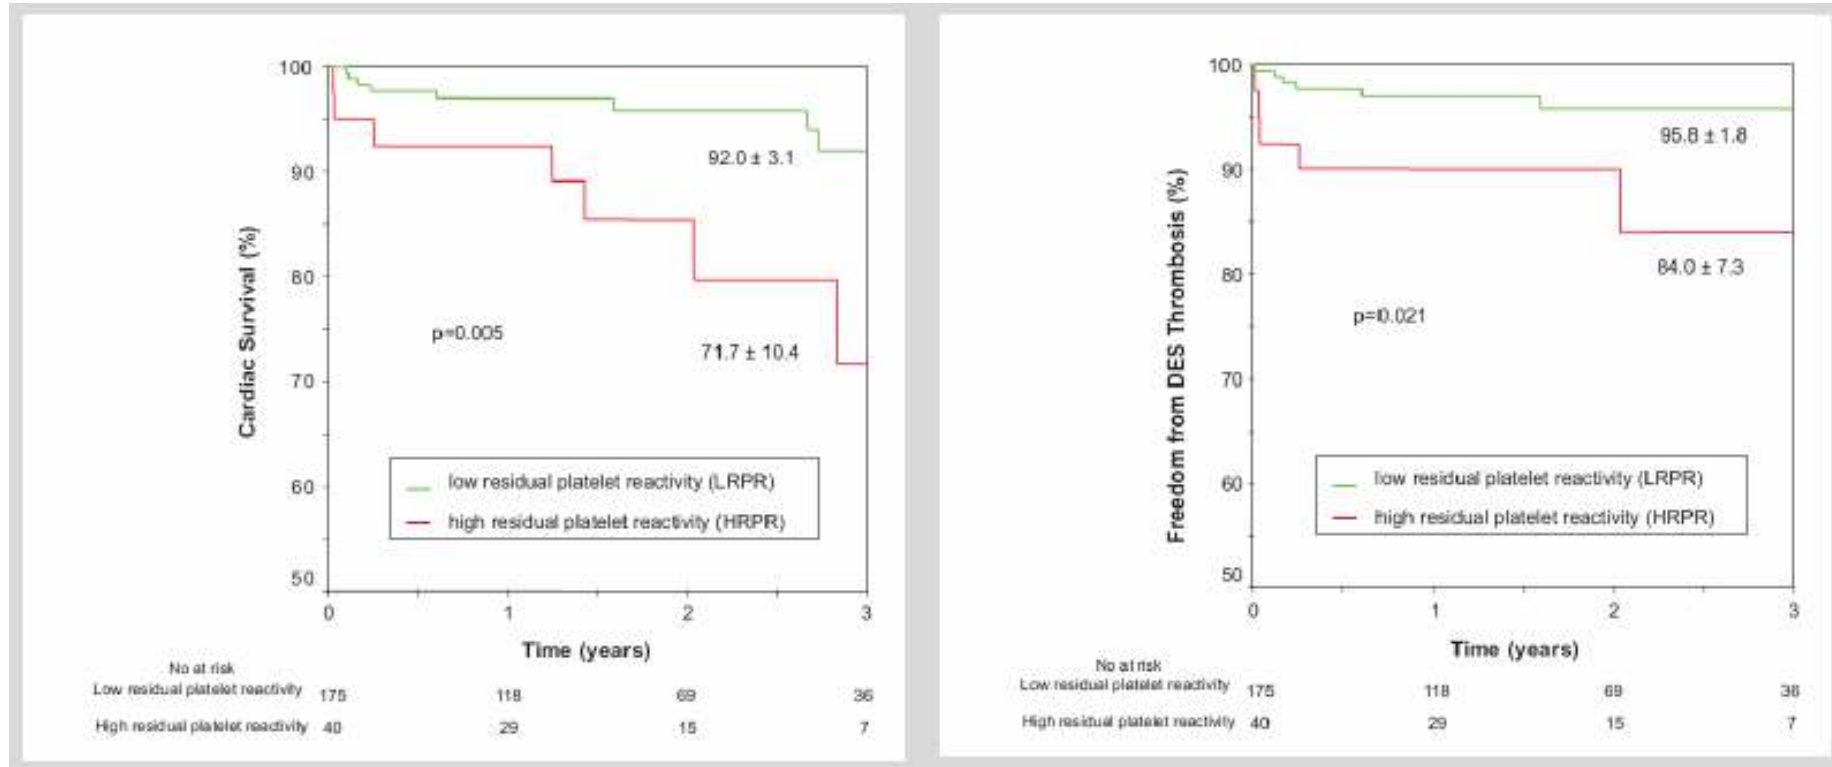 100
90
80
70
60
50
Cardiac Survival (%)
92.0 ± 3.1
p=0.005
71.7 ± 10.4
low residual platelet reactivity (LRPR)
high residual platelet reactivity (HRPR)
0 1 2 3
Time (years)
No at risk
Low residual platelet reactivity 175 118 69 36
High residual platelet reactivity 40 29 15 7
100
90
80
70
60
50
Freedom from DES Thrombosis (%)
95.8 ± 1.8
84.0 ± 7.3
p=0.021
low residual platelet reactivity (LRPR)
high residual platelet reactivity (HRPR)
0 1 2 3
Time (years)
No at risk
Low residual platelet reactivity 175 118 69 36
High residual platelet reactivity 40 29 15 7